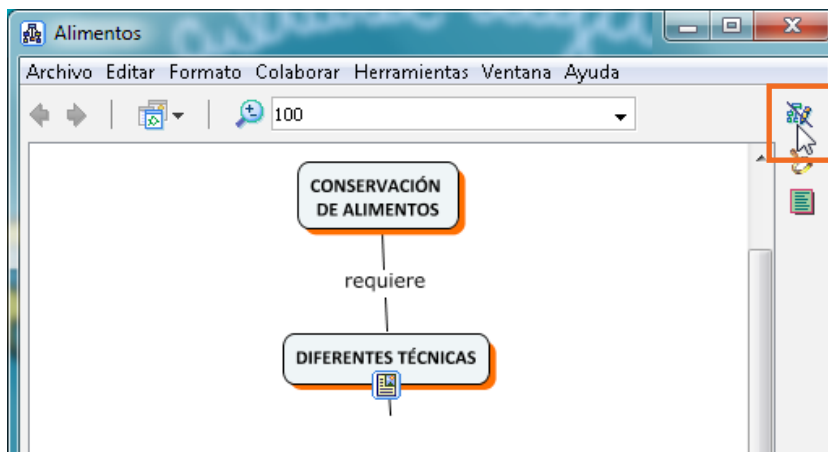 Alimentos
Archivo Editar Formato Colaborar Herramientas Ventana Ayuda
100
CONSERVACIÓN
DE ALIMENTOS
requiere
DIFERENTES TÉCNICAS